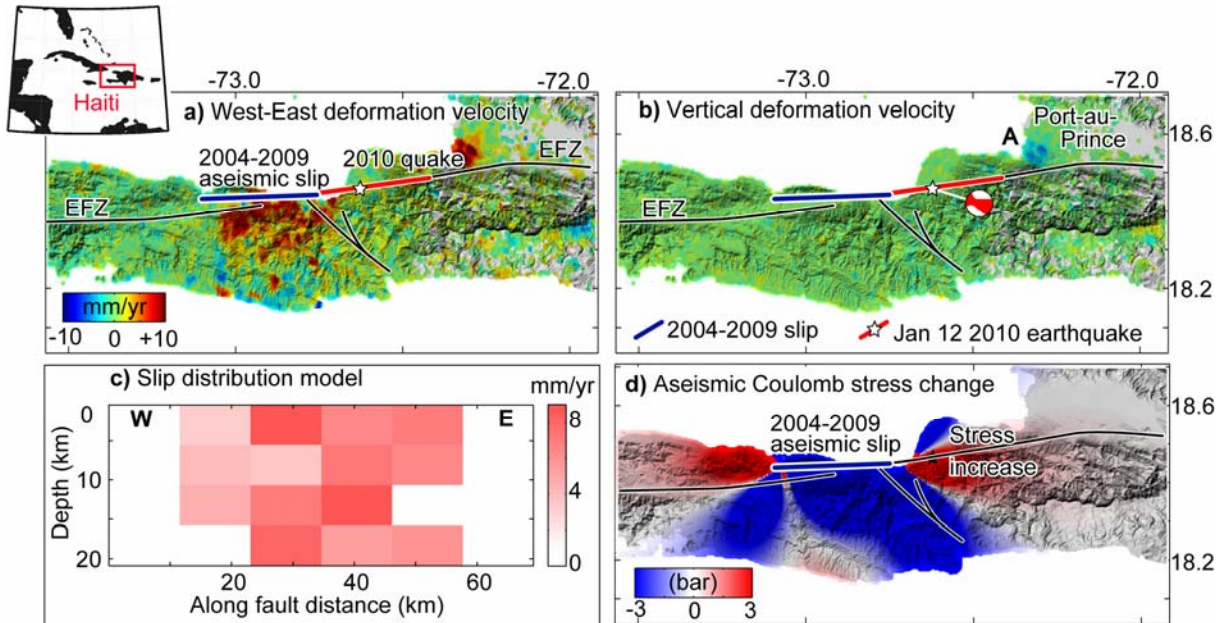 Haiti
-73.0
-72.0
-73.0
-72.0
a) West-East deformation velocity
2004-2009
aseismic slip
2010 quake
EFZ
EFZ
mm/yr
-10
0
+10
b) Vertical deformation velocity
Port-au-
Prince
A
EFZ
18.6
18.2
2004-2009 slip
Jan 12 2010 earthquake
c) Slip distribution model
mm/yr
W
E
0
10
20
Depth (km)
20
40
60
Along fault distance (km)
8
4
0
d) Aseismic Coulomb stress change
2004-2009
aseismic slip
Stress
increase
18.6
18.2
(bar)
-3
0
3